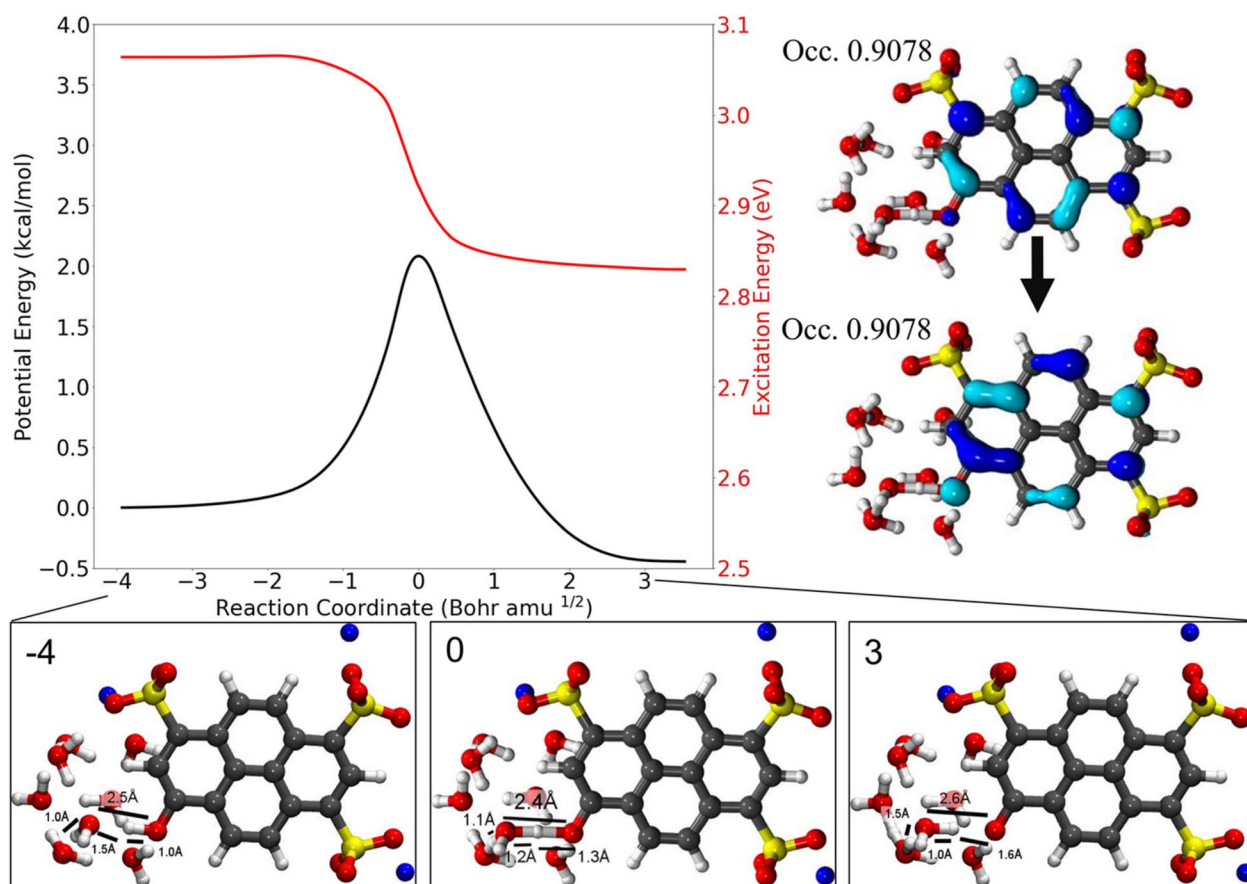 4.0
3.5
3.0
2.5
2.0
1.5
1.0
0.5
0.0
−0.5
Potential Energy (kcal/mol)
−4 −3 −2 −1 0 1 2 3
Reaction Coordinate (Bohr amu 1/2)
3.1
3.0
2.9
2.8
2.7
2.6
2.5
Excitation Energy (eV)
Occ. 0.9078
Occ. 0.9078
-4
2.5Å
1.0Å
1.5Å
1.0Å
0
2.4Å
1.1Å
1.2Å
1.3Å
3
2.6Å
1.5Å
1.0Å
1.6Å